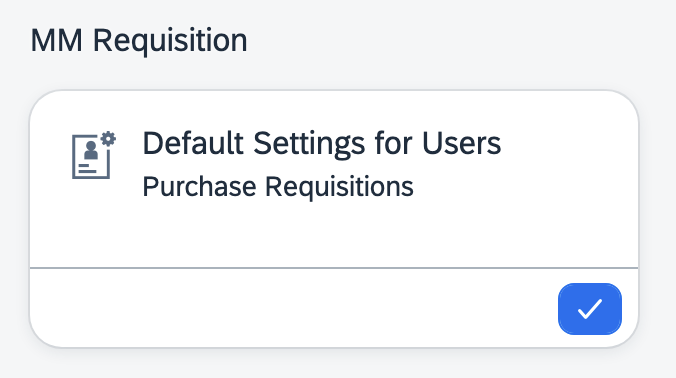 MM Requisition
Default Settings for Users
Purchase Requisitions